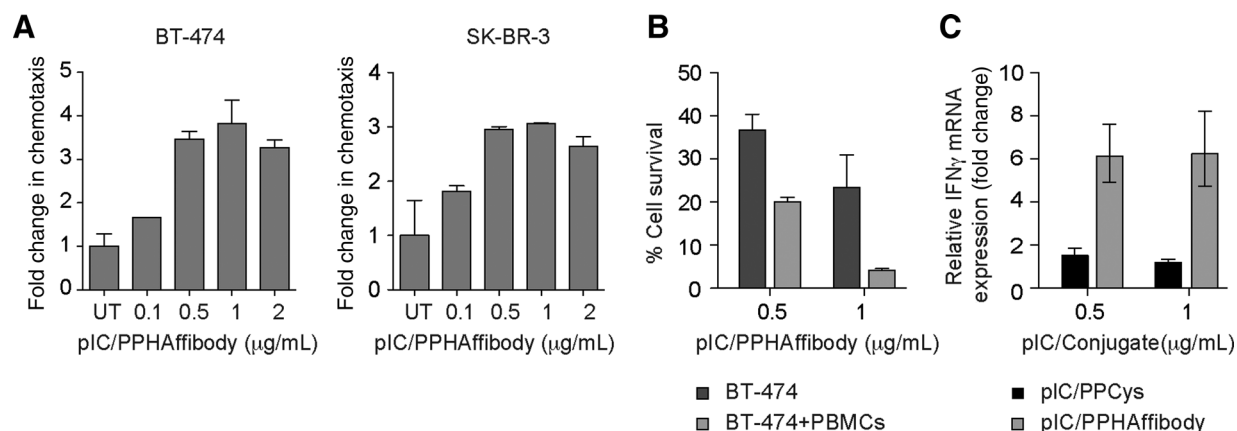 A
BT-474
Fold change in chemotaxis
5
4
3
2
1
0
UT 0.1 0.5 1 2
pIC/PPHAffibody (μg/mL)
SK-BR-3
Fold change in chemotaxis
4
3
2
1
0
UT 0.1 0.5 1 2
pIC/PPHAffibody (μg/mL)
B
% Cell survival
50
40
30
20
10
0
0.5 1
pIC/PPHAffibody (μg/mL)
BT-474
BT-474+PBMCs
C
Relative IFNγ mRNA
expression (fold change)
10
8
6
4
2
0
0.5 1
pIC/Conjugate(μg/mL)
pIC/PPCys
pIC/PPHAffibody